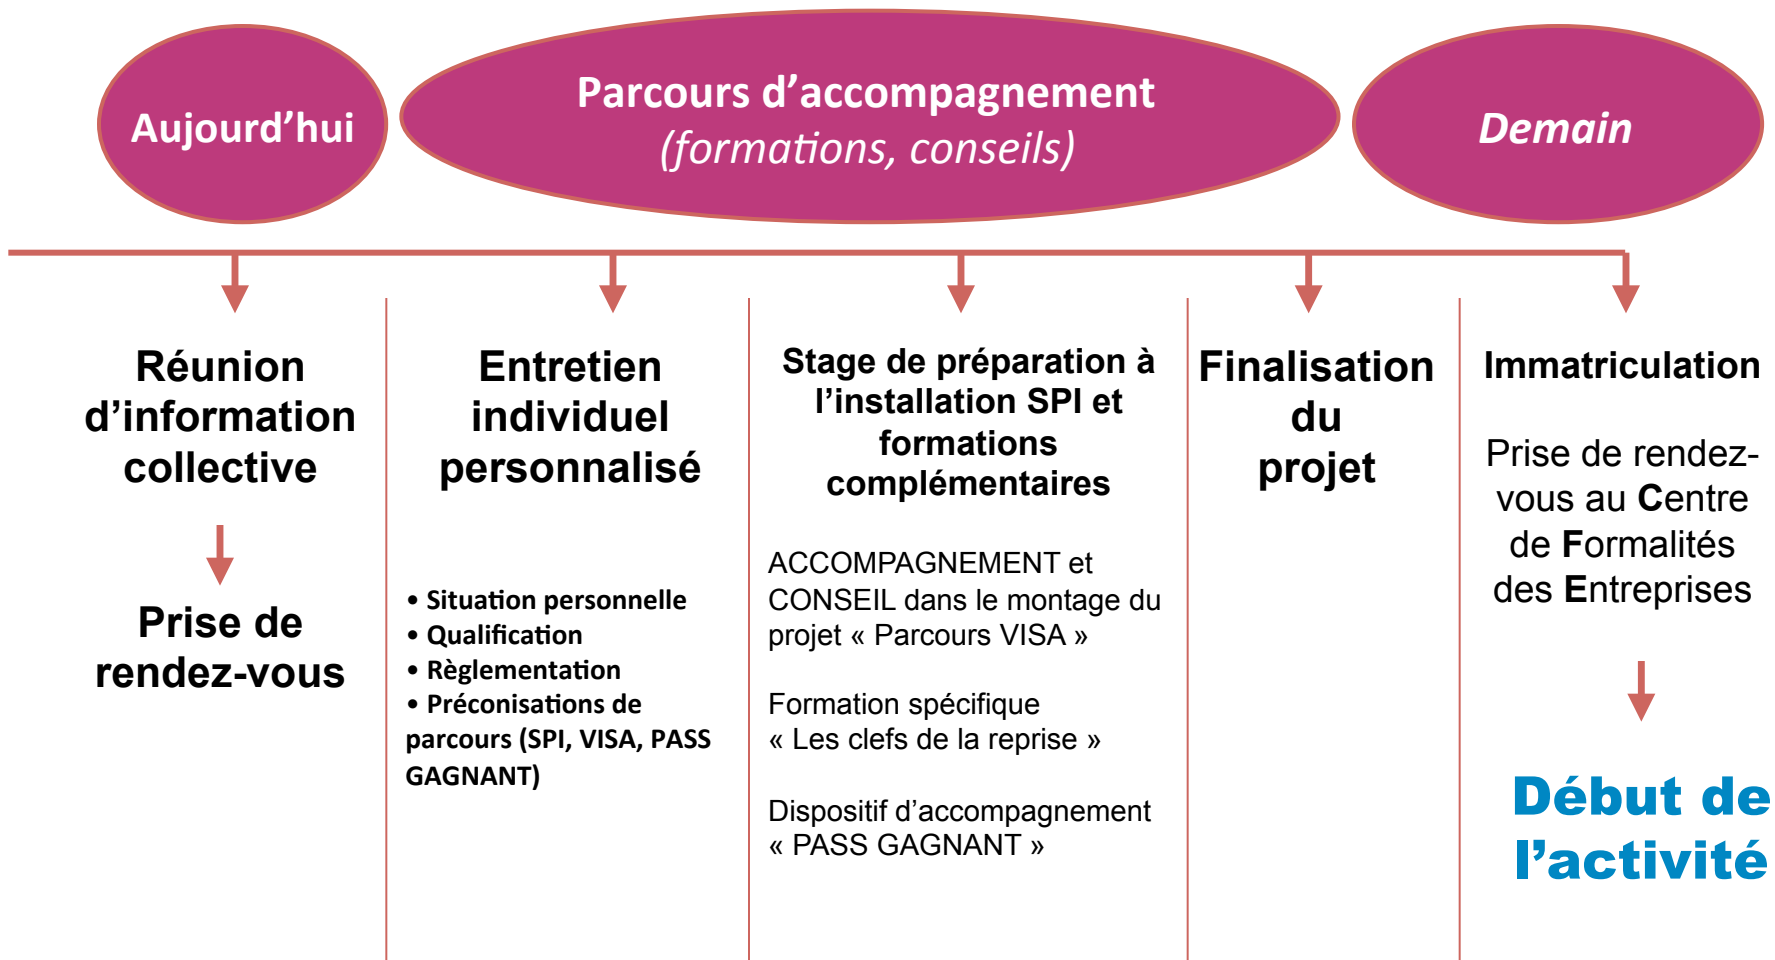 Aujourd’hui
Parcours d’accompagnement
(formations, conseils)
Demain
Réunion
d’information
collective
Prise de
rendez-vous
Entretien
individuel
personnalisé
• Situation personnelle
• Qualification
• Règlementation
• Préconisations de
parcours (SPI, VISA, PASS
GAGNANT)
Stage de préparation à
l’installation SPI et
formations
complémentaires
ACCOMPAGNEMENT et
CONSEIL dans le montage du
projet « Parcours VISA »
Formation spécifique
« Les clefs de la reprise »
Dispositif d’accompagnement
« PASS GAGNANT »
Finalisation
du
projet
Immatriculation
Prise de rendez-
vous au Centre
de Formalités
des Entreprises
Début de
l’activité